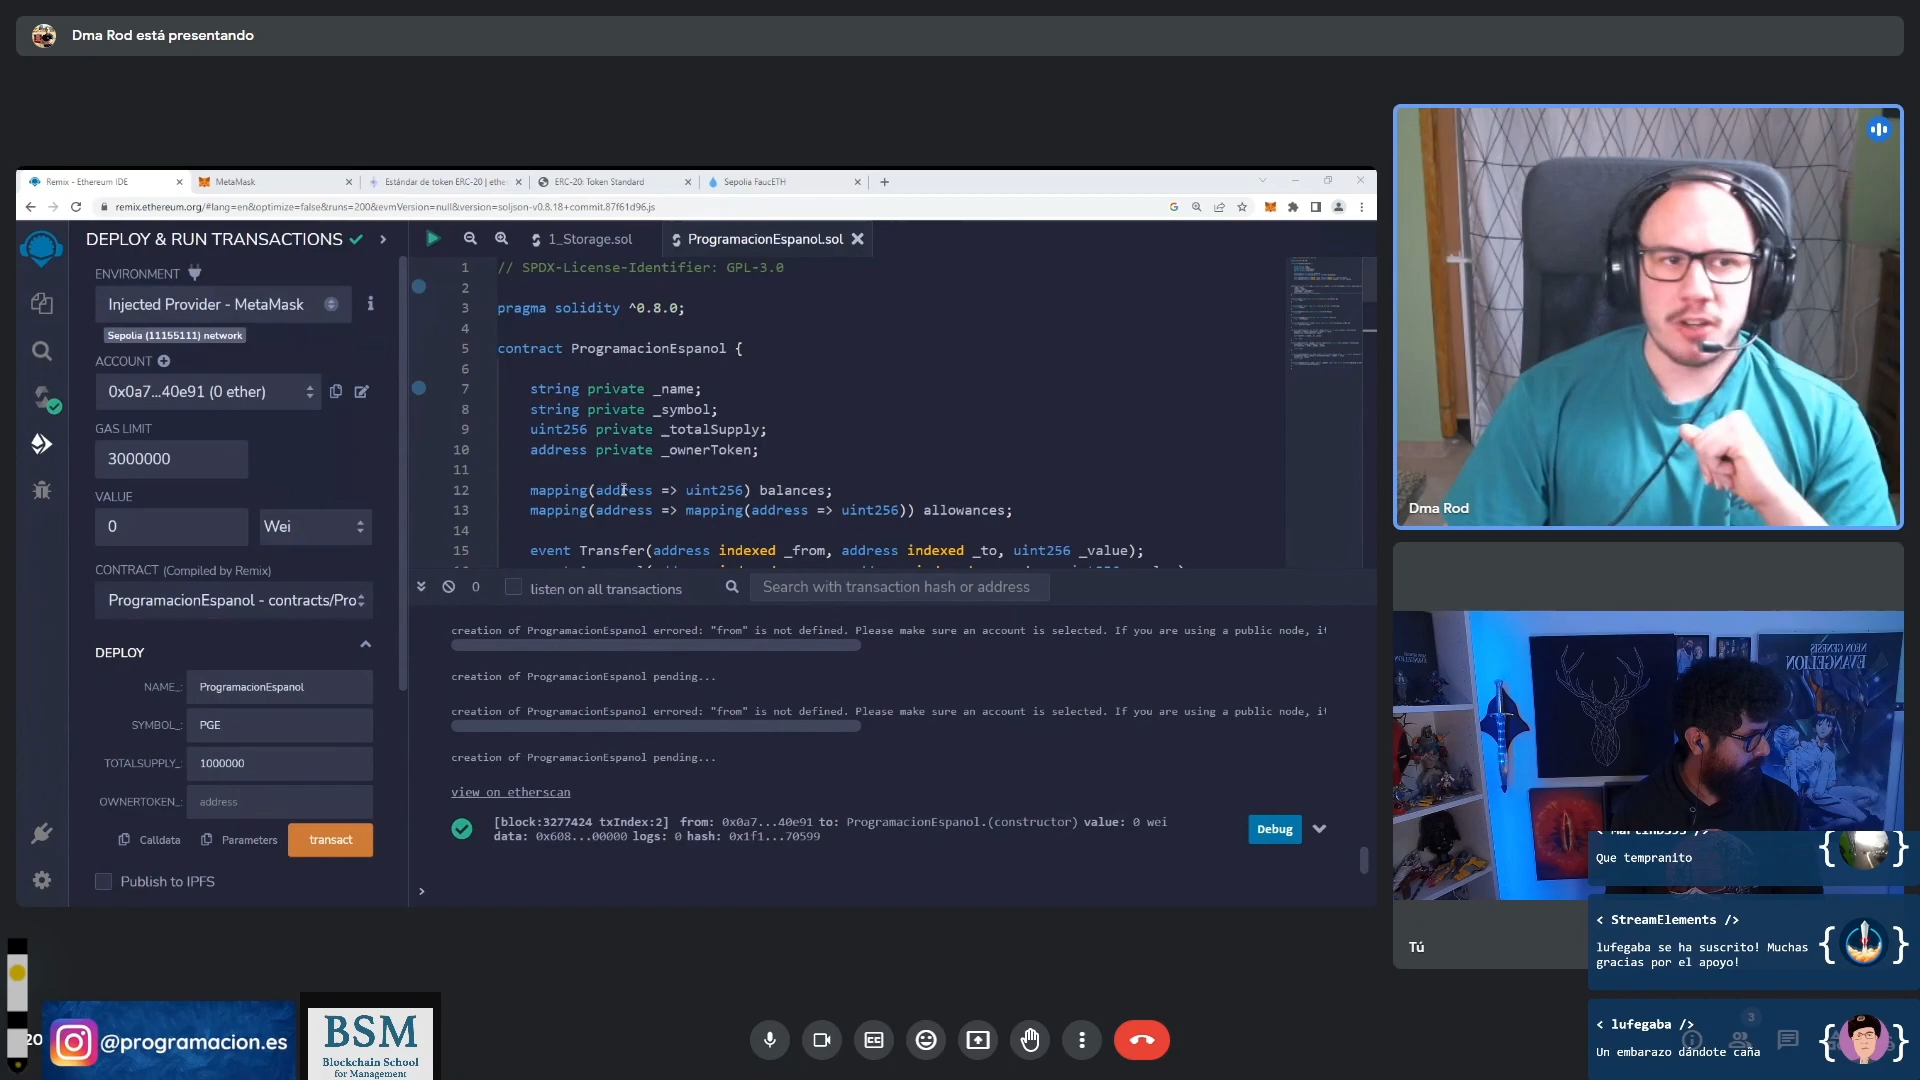 Dma Rod está presentando
Remix - Ethereum IDE
MetaMask
Estándar de token ERC-20 | ethe
ERC-20: Token Standard
Sepolia FaucETH
remix.ethereum.org/#lang=en&optimize=false&runs=200&evmVersion=null&version=soljson-v0.8.18+commit.87f61d96.js
DEPLOY & RUN TRANSACTIONS
ENVIRONMENT
Injected Provider - MetaMask
Sepolia (11155111) network
ACCOUNT
0x0a7...40e91 (0 ether)
GAS LIMIT
3000000
VALUE
0
Wei
CONTRACT (Compiled by Remix)
ProgramacionEspanol - contracts/Pro
DEPLOY
NAME_:
ProgramacionEspanol
SYMBOL_:
PGE
TOTALSUPPLY_:
1000000
OWNERTOKEN_:
address
Calldata
Parameters
transact
Publish to IPFS
1_Storage.sol
ProgramacionEspanol.sol
1 // SPDX-License-Identifier: GPL-3.0
2
3 pragma solidity ^0.8.0;
4
5 contract ProgramacionEspanol {
6
7 string private _name;
8 string private _symbol;
9 uint256 private _totalSupply;
10 address private _ownerToken;
11
12 mapping(address => uint256) balances;
13 mapping(address => mapping(address => uint256)) allowances;
14
15 event Transfer(address indexed _from, address indexed _to, uint256 _value);
0
listen on all transactions
Search with transaction hash or address
creation of ProgramacionEspanol errored: "from" is not defined. Please make sure an account is selected. If you are using a public node, it
creation of ProgramacionEspanol pending...
creation of ProgramacionEspanol errored: "from" is not defined. Please make sure an account is selected. If you are using a public node, it
creation of ProgramacionEspanol pending...
view on etherscan
[block:3277424 txIndex:2] from: 0x0a7...40e91 to: ProgramacionEspanol.(constructor) value: 0 wei
data: 0x608...00000 logs: 0 hash: 0x1f1...70599
Debug
>
Dma Rod
NEON GENESIS
EVANGELION
Tú
Que tempranito
< StreamElements />
lufegaba se ha suscrito! Muchas
gracias por el apoyo!
< lufegaba />
Un embarazo dándote caña
3
20
@programacion.es
BSM
Blockchain School
for Management